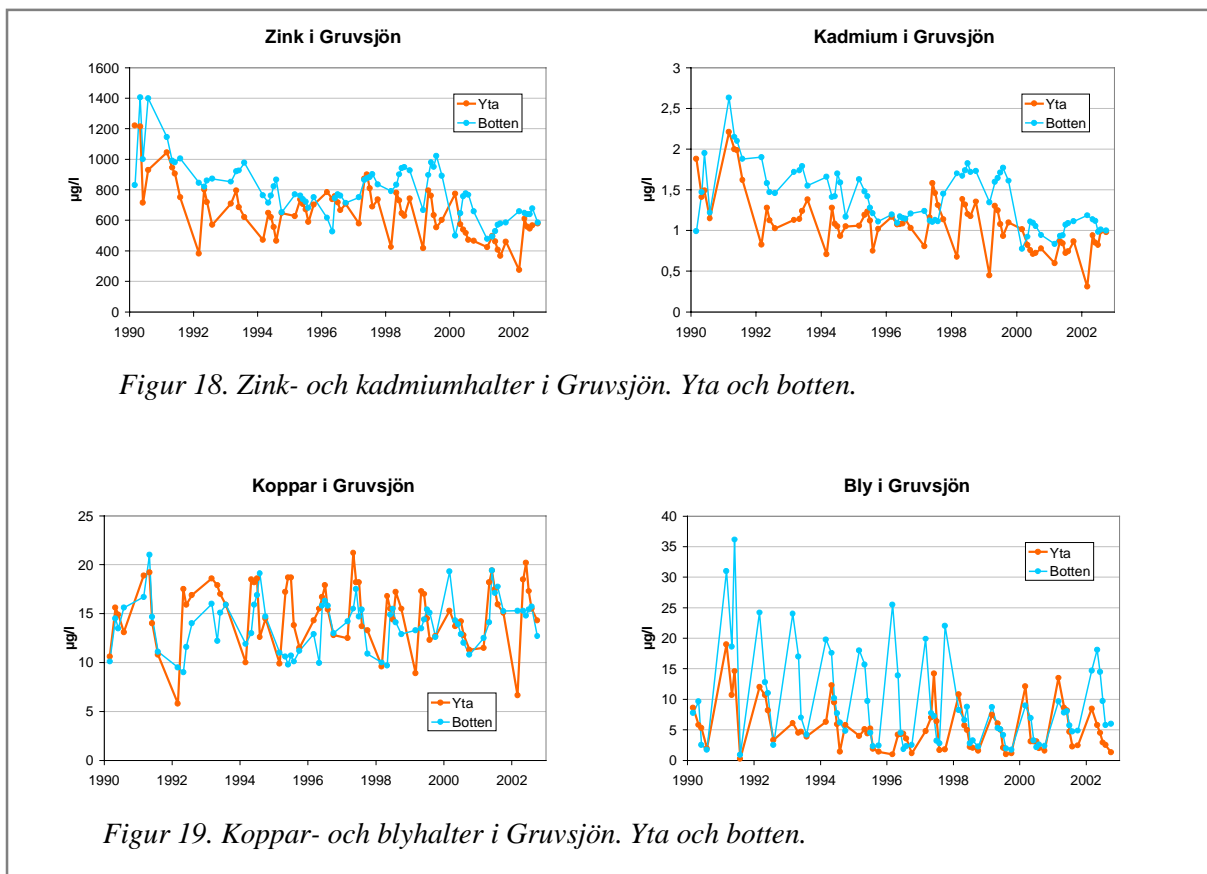 Zink i Gruvsjön
µg/l
1600
1400
1200
1000
800
600
400
200
0
1990 1992 1994 1996 1998 2000 2002
Yta
Botten
Kadmium i Gruvsjön
µg/l
3
2,5
2
1,5
1
0,5
0
1990 1992 1994 1996 1998 2000 2002
Yta
Botten
Figur 18. Zink- och kadmiumhalter i Gruvsjön. Yta och botten.
Koppar i Gruvsjön
µg/l
25
20
15
10
5
0
1990 1992 1994 1996 1998 2000 2002
Yta
Botten
Bly i Gruvsjön
µg/l
40
35
30
25
20
15
10
5
0
1990 1992 1994 1996 1998 2000 2002
Yta
Botten
Figur 19. Koppar- och blyhalter i Gruvsjön. Yta och botten.